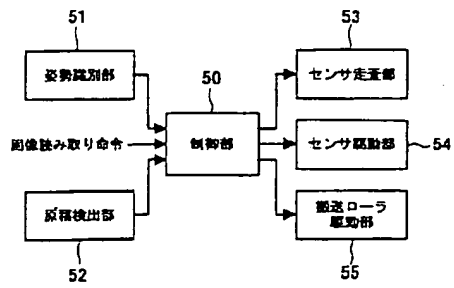 51
姿勢識別部
50
53
センサ走査部
画像読み取り命令
制御部
センサ駆動部
54
原稿検出部
52
搬送ローラ
駆動部
55